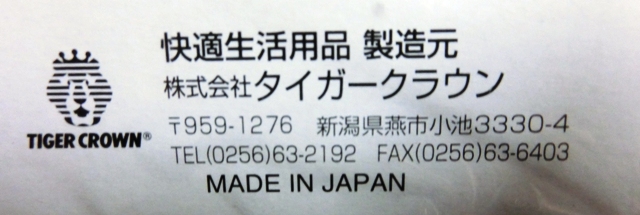 快適生活用品 製造元
株式会社タイガークラウン
TIGER CROWN®
〒959-1276 新潟県燕市小池3330-4
TEL(0256)63-2192 FAX(0256)63-6403
MADE IN JAPAN